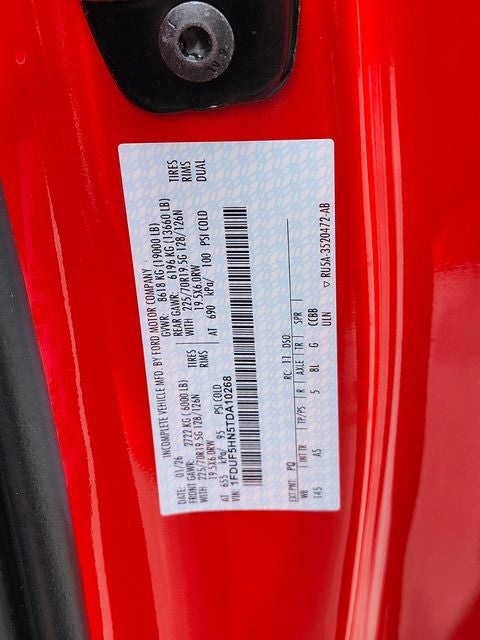 INCOMPLETE VEHICLE MFD. BY FORD MOTOR COMPANY
DATE: 01/26 GVWR: 8618 KG (19000 LB)
FRONT GAWR: 2722 KG (6000 LB) REAR GAWR: 6196 KG (13660 LB)
WITH 225/70R19.5G 128/126N TIRES WITH 225/70R19.5G 128/126N TIRES
19.5X6.0RW RIMS 19.5X6.0RW RIMS
AT 655 kPa/ 95 PSI COLD AT 690 kPa/ 100 PSI COLD DUAL
VIN: 1FDUF5HN5TDA10268
EXT PNT: PQ RC: 11 DSO:
WB INT TR TP/PS R AXLE TR SPR
145 AS 5 8L G CCBB
ULN ▽ RU5A-3520472-AB